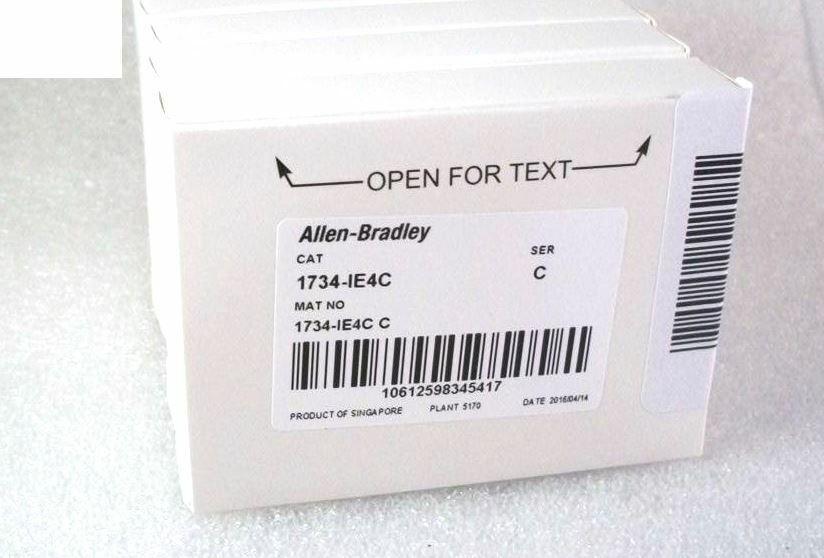 OPEN FOR TEXT
Allen-Bradley
CAT SER
1734-IE4C C
MAT NO
1734-IE4C C
10612598345417
PRODUCT OF SINGAPORE PLANT 5170 DATE 2016/04/14